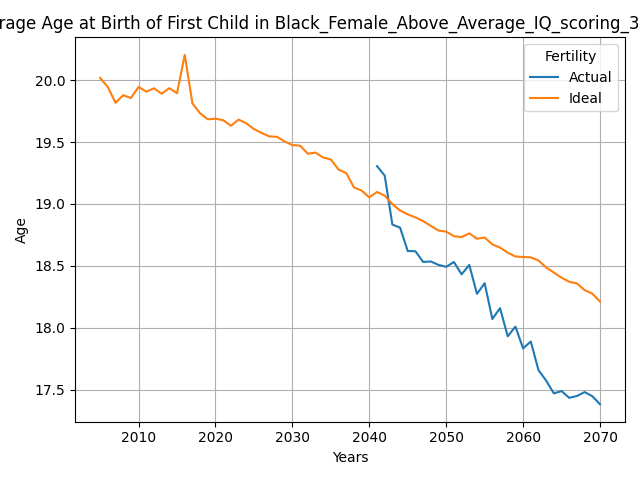 rage Age at Birth of First Child in Black_Female_Above_Average_IQ_scoring_3
Fertility
Actual
Ideal
20.0
19.5
19.0
18.5
18.0
17.5
Age
2010 2020 2030 2040 2050 2060 2070
Years